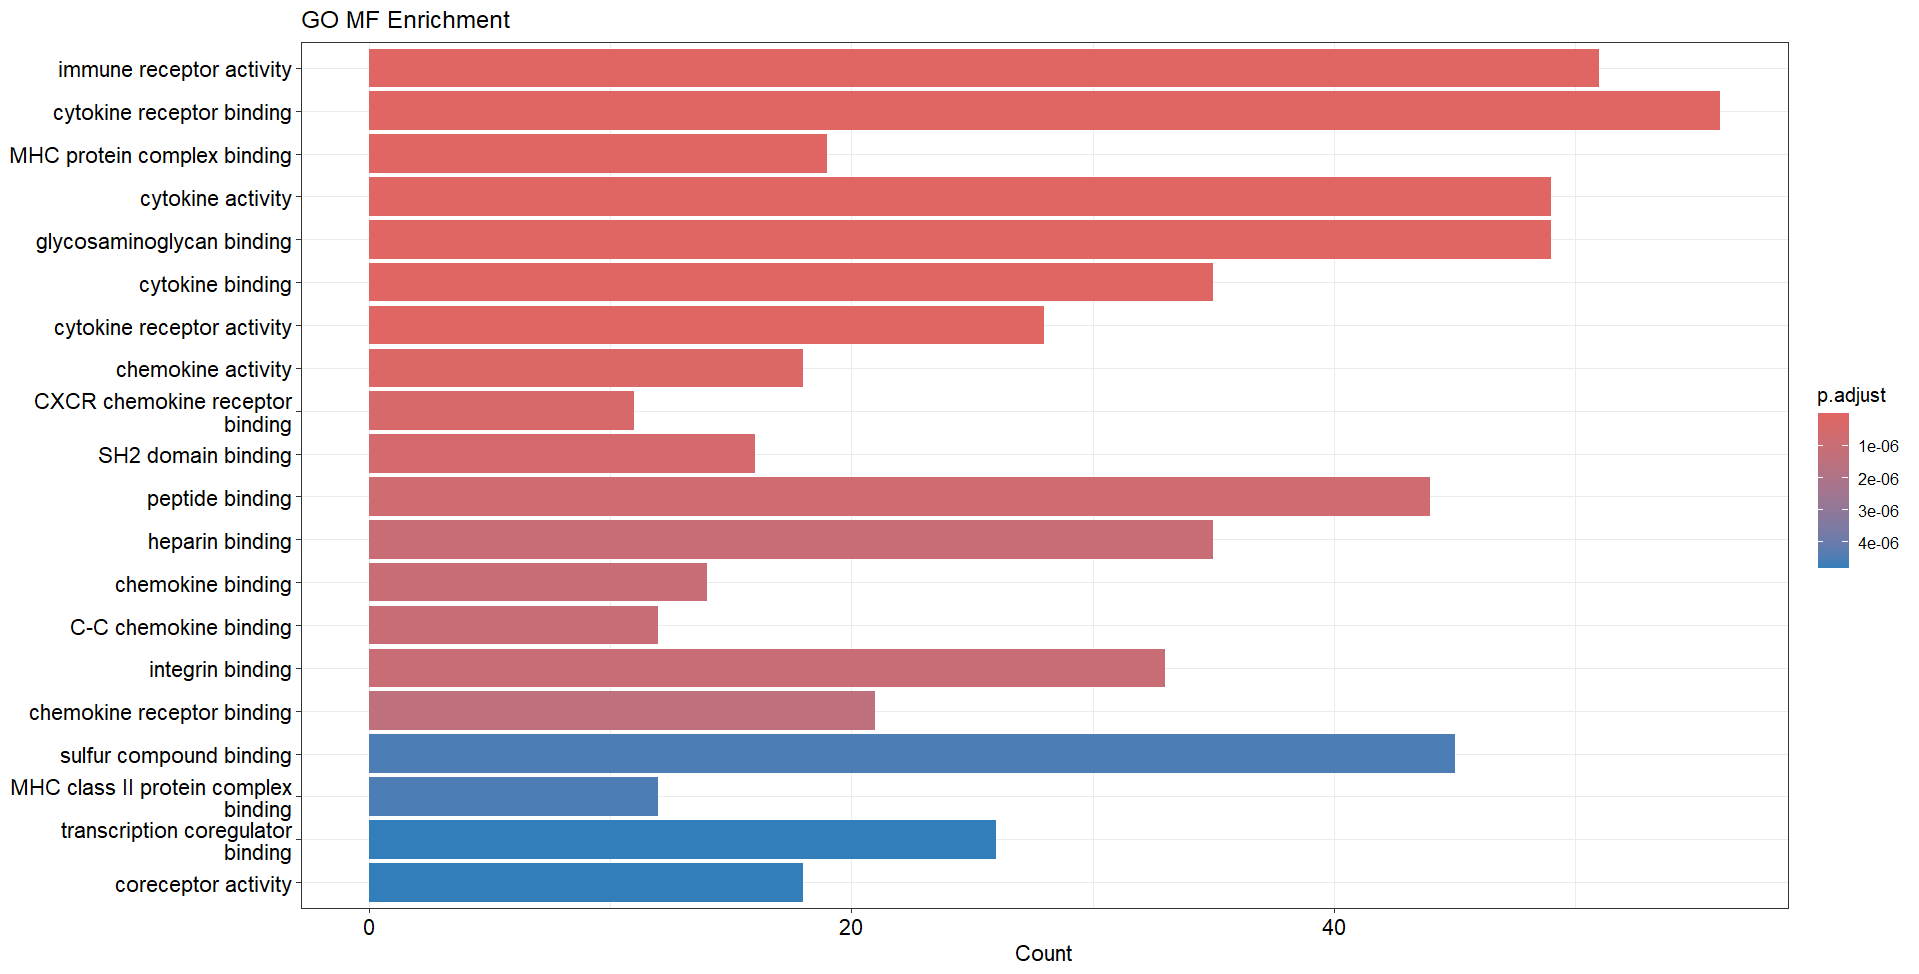 GO MF Enrichment
immune receptor activity
cytokine receptor binding
MHC protein complex binding
cytokine activity
glycosaminoglycan binding
cytokine binding
cytokine receptor activity
chemokine activity
CXCR chemokine receptor
binding
SH2 domain binding
peptide binding
heparin binding
chemokine binding
C-C chemokine binding
integrin binding
chemokine receptor binding
sulfur compound binding
MHC class II protein complex
binding
transcription coregulator
binding
coreceptor activity
0
20
40
Count
p.adjust
1e-06
2e-06
3e-06
4e-06